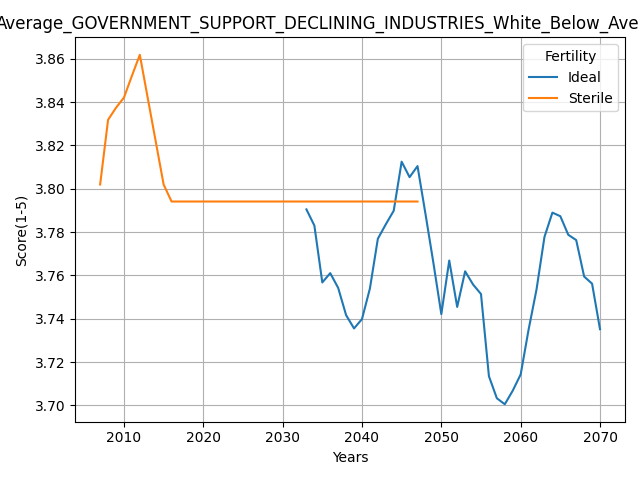 Average_GOVERNMENT_SUPPORT_DECLINING_INDUSTRIES_White_Below_Ave
Fertility
Ideal
Sterile
Score(1-5)
3.86
3.84
3.82
3.80
3.78
3.76
3.74
3.72
3.70
2010 2020 2030 2040 2050 2060 2070
Years